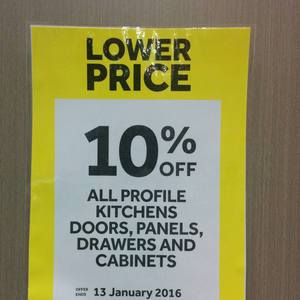 LOWER
PRICE
10%
OFF
ALL PROFILE
KITCHENS
DOORS, PANELS,
DRAWERS AND
CABINETS
OFFER
ENDS
13 January 2016